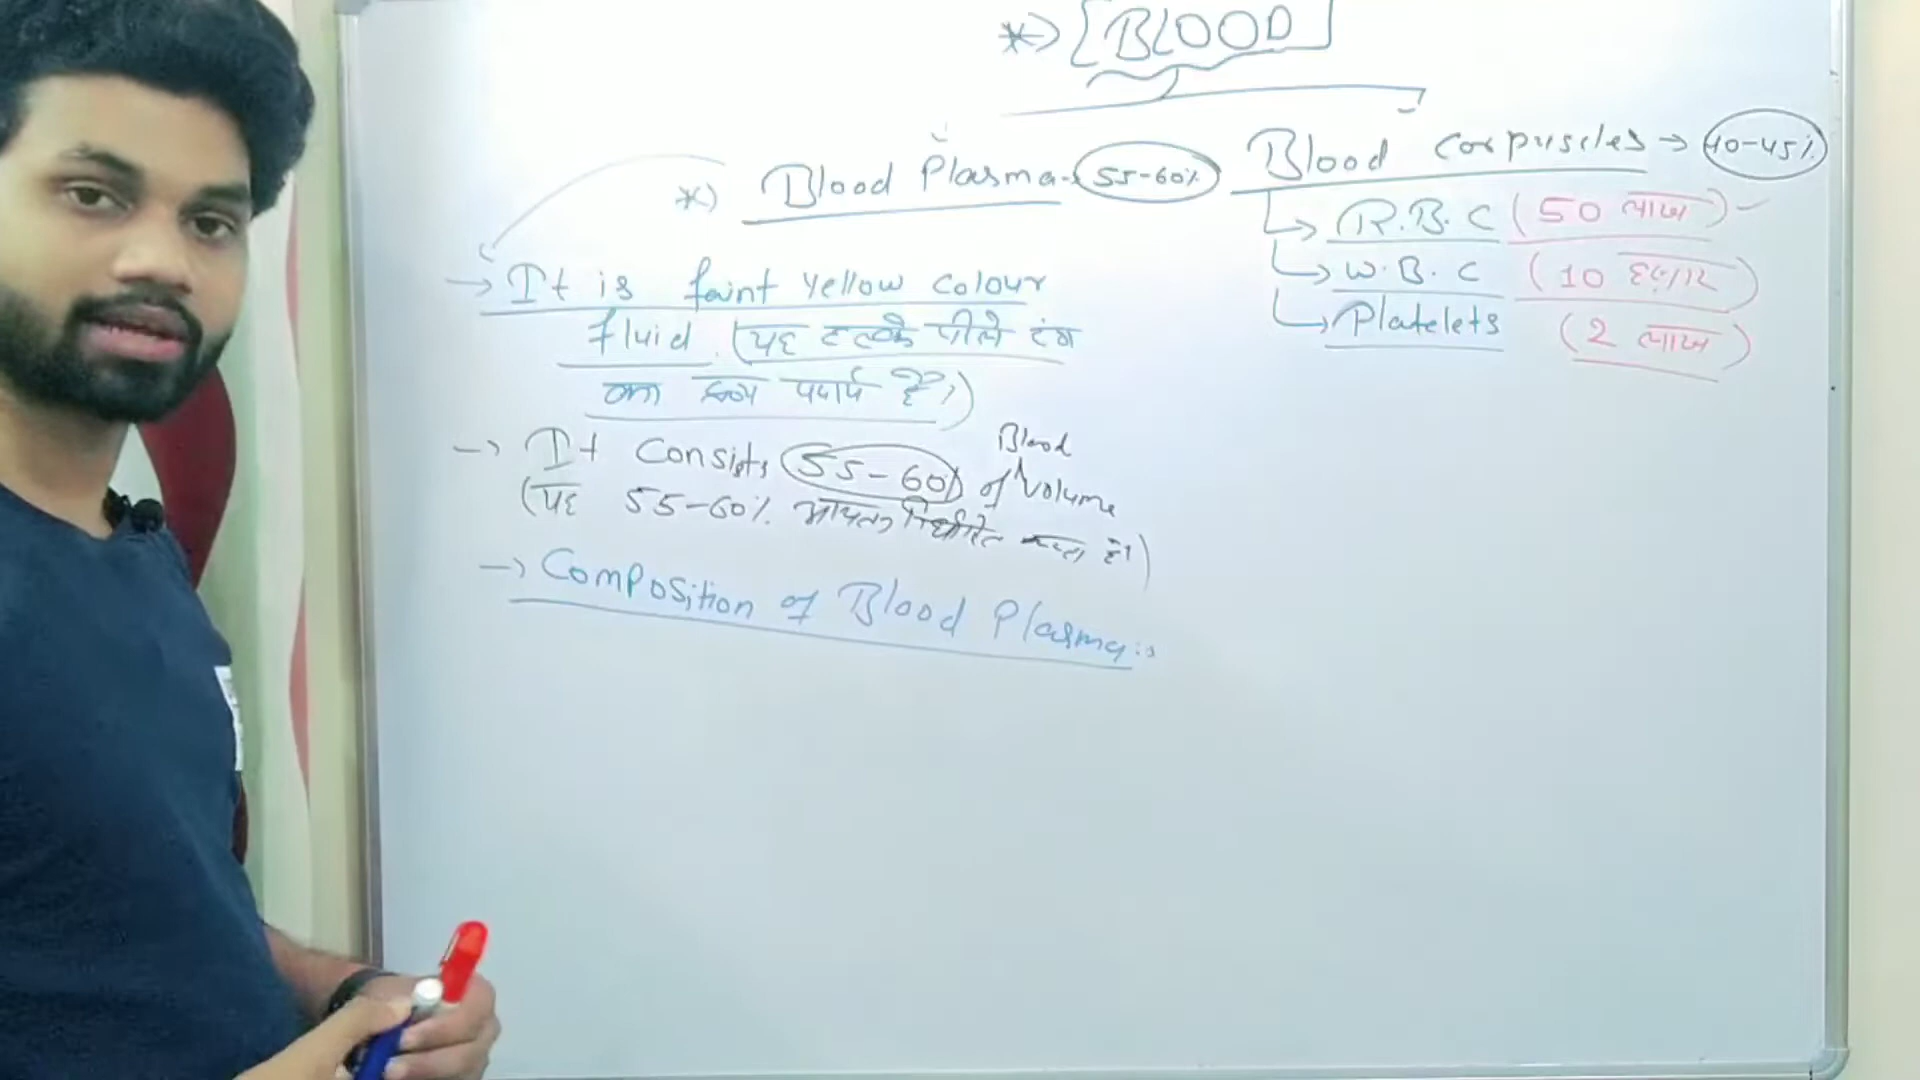 *) [BLOOD]
*) Blood Plasma → 55-60%
Blood Corpuscles → 40-45%
→ R.B.C (50 लाख)
→ W.B.C (10 हजार)
→ Platelets (2 लाख)
→ It is faint yellow colour
fluid. (यह हल्के पीले रंग
का द्रव्य पदार्थ है।)
→ It Consists 55-60% of Blood Volume
(यह 55-60% आयतन निर्धारित करता है।)
→ Composition of Blood Plasma: